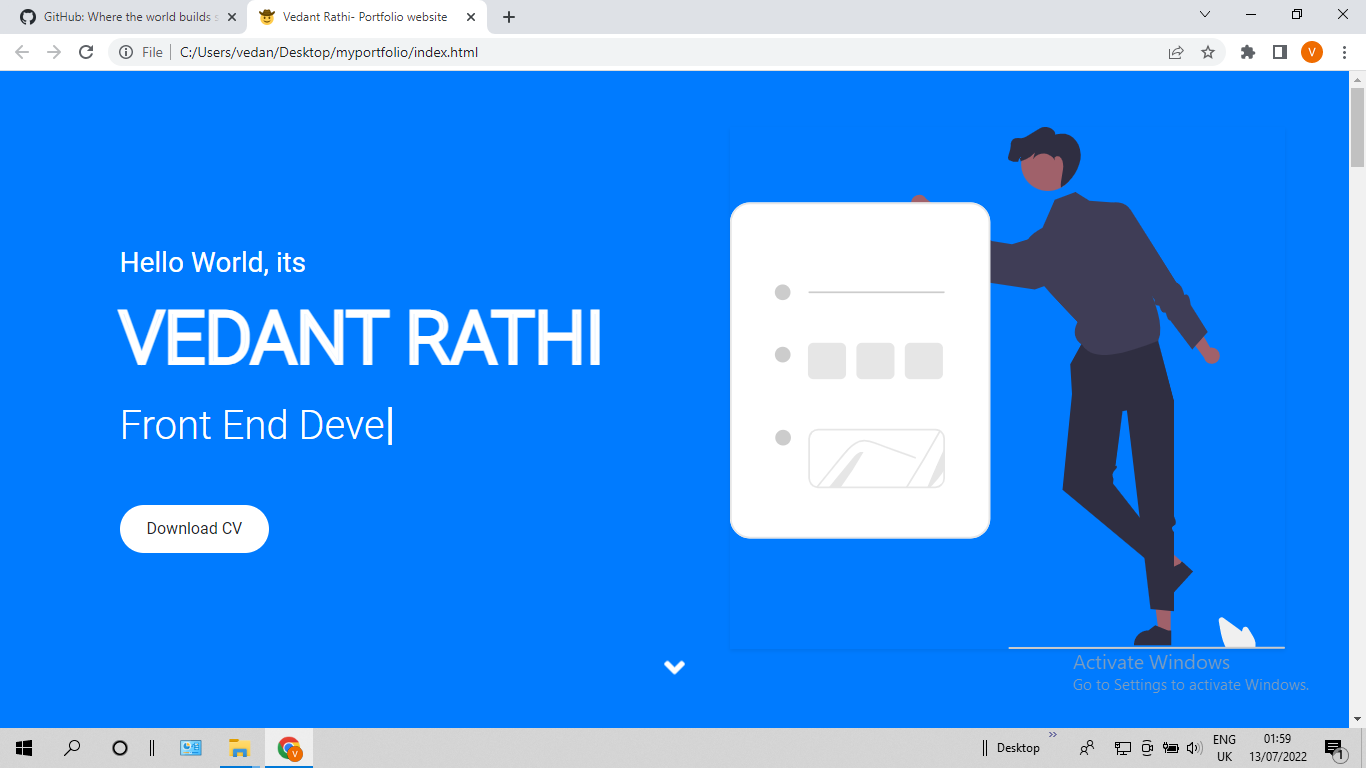 GitHub: Where the world builds s
Vedant Rathi- Portfolio website
File
C:/Users/vedan/Desktop/myportfolio/index.html
V
Hello World, its
VEDANT RATHI
Front End Deve
Download CV
Activate Windows
Go to Settings to activate Windows.
V
Desktop
ENG
UK
01:59
13/07/2022
1